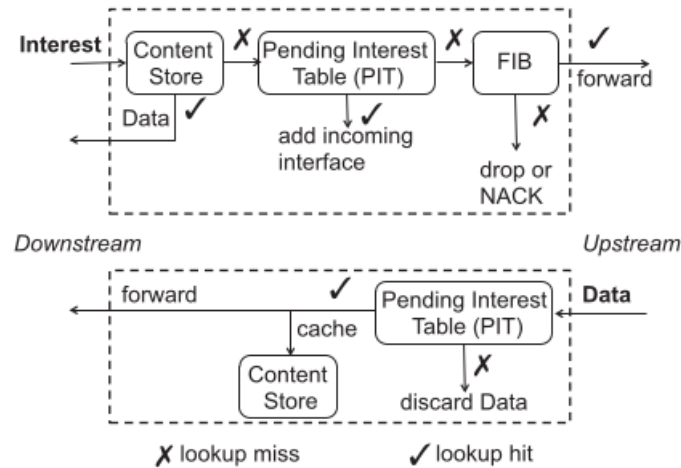 Interest
Content
Store
Pending Interest
Table (PIT)
FIB
forward
Data
add incoming
interface
drop or
NACK
Downstream
Upstream
forward
Pending Interest
Table (PIT)
Data
cache
Content
Store
discard Data
✗ lookup miss
✓ lookup hit